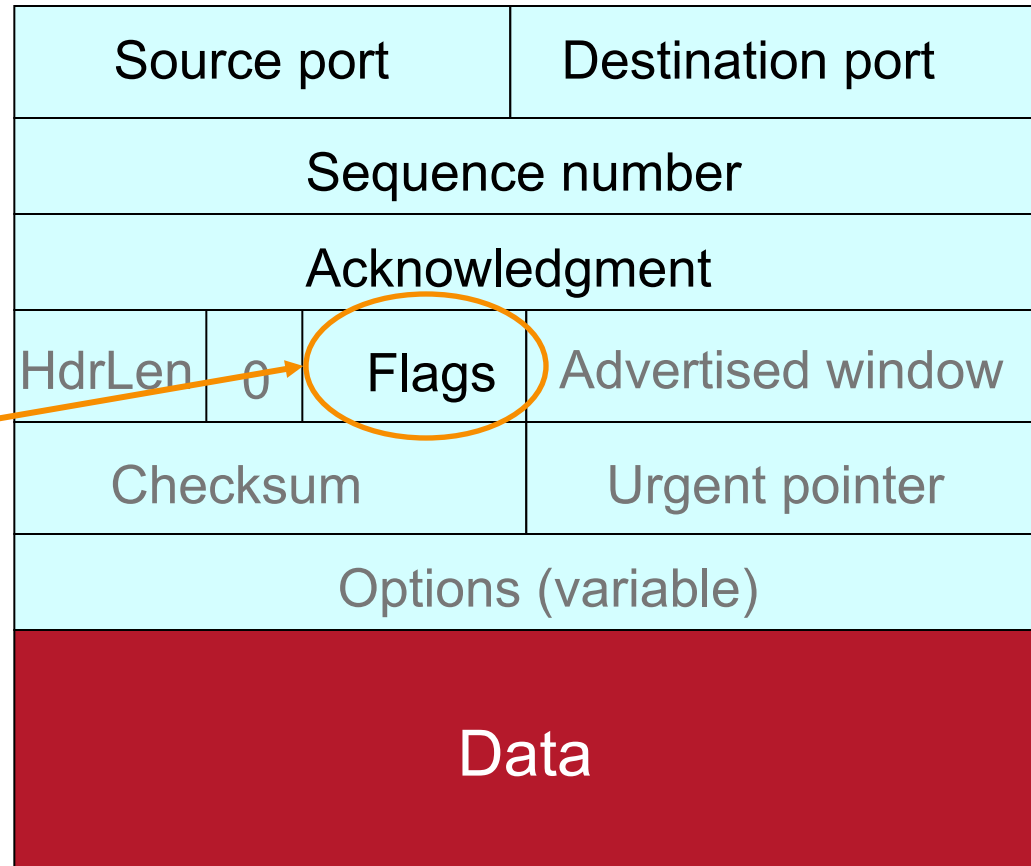 Source port Destination port
Sequence number
Acknowledgment
HdrLen 0 Flags Advertised window
Checksum Urgent pointer
Options (variable)
Data